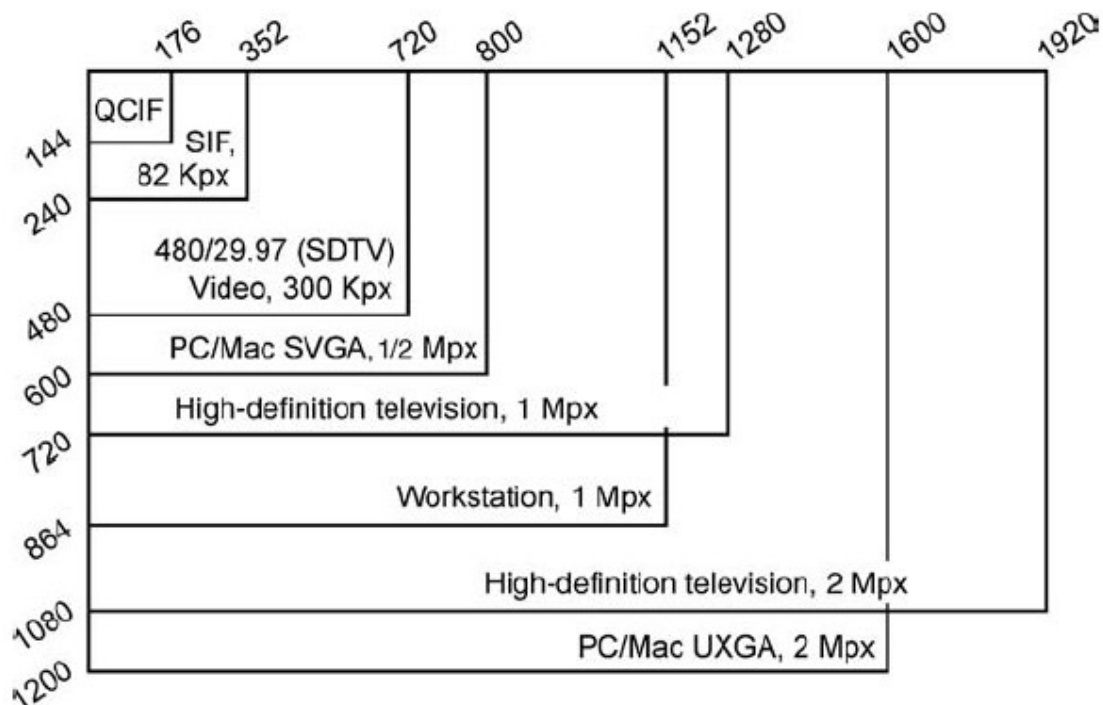 176
352
720
800
1152
1280
1600
1920
QCIF
144
SIF,
82 Kpx
240
480/29.97 (SDTV)
Video, 300 Kpx
480
PC/Mac SVGA, 1/2 Mpx
600
High-definition television, 1 Mpx
720
Workstation, 1 Mpx
864
High-definition television, 2 Mpx
1080
PC/Mac UXGA, 2 Mpx
1200